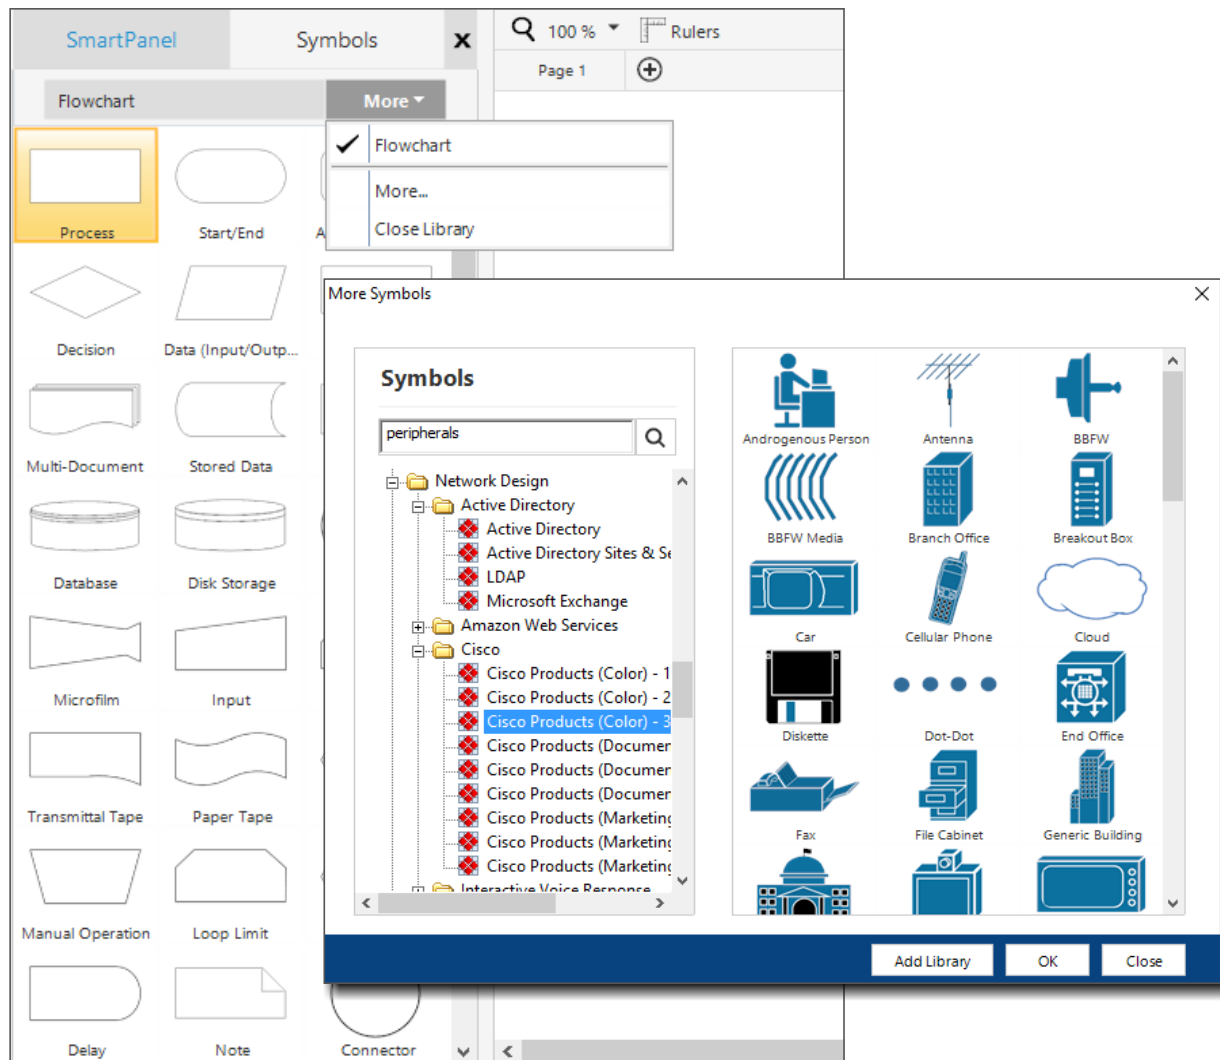 SmartPanel
Symbols
x
100 %
Rulers
Page 1
Flowchart
More
Flowchart
More...
Close Library
Process
Start/End
A
Decision
Data (Input/Outp...
Multi-Document
Stored Data
Database
Disk Storage
Microfilm
Input
Transmittal Tape
Paper Tape
Manual Operation
Loop Limit
Delay
Note
Connector
More Symbols
Symbols
peripherals
Network Design
Active Directory
Active Directory
Active Directory Sites & Se
LDAP
Microsoft Exchange
Amazon Web Services
Cisco
Cisco Products (Color) - 1
Cisco Products (Color) - 2
Cisco Products (Color) - 3
Cisco Products (Documen
Cisco Products (Documen
Cisco Products (Documen
Cisco Products (Marketing
Cisco Products (Marketing
Cisco Products (Marketing
Interactive Voice Response
Androgenous Person
Antenna
BBFW
BBFW Media
Branch Office
Breakout Box
Car
Cellular Phone
Cloud
Diskette
Dot-Dot
End Office
Fax
File Cabinet
Generic Building
Add Library
OK
Close